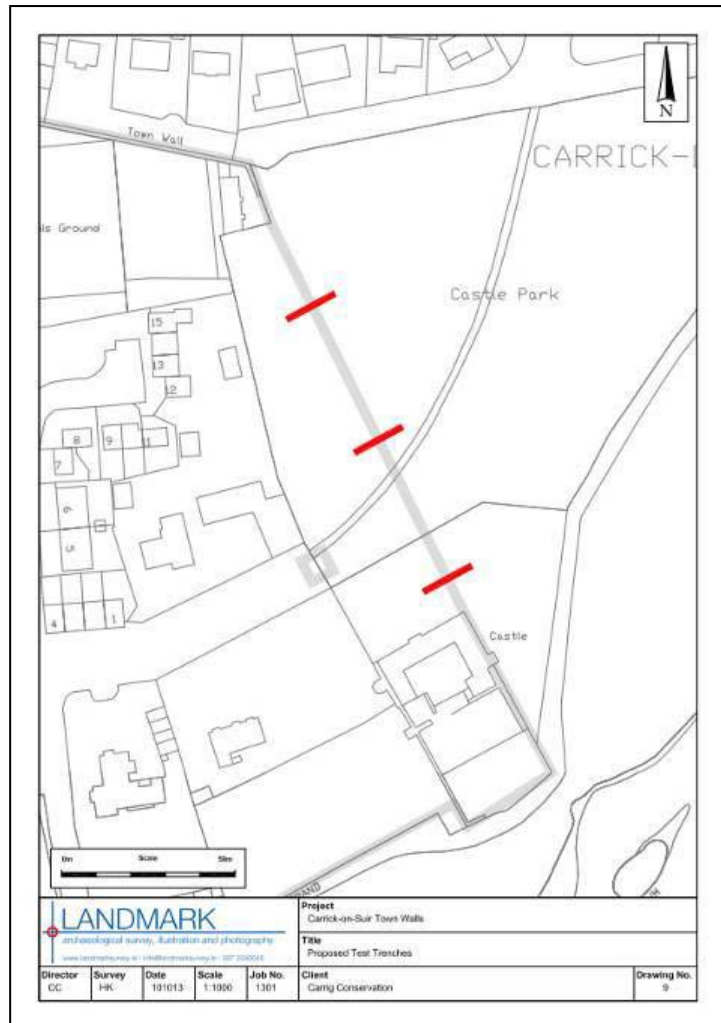 Town Wall
N
CARRICK-
ls Ground
Castle Park
15
13
12
8
9
11
7
6
5
4
1
Castle
0m
Scale
50m
RAND
LANDMARK
archaeological survey, illustration and photography
Project
Carrick-on-Suir Town Walls
Title
Proposed Test Trenches
Director
Survey
Date
Scale
Job No.
Client
Drawing No.
CC
HK
101013
1:1000
1301
Carrig Conservation
9